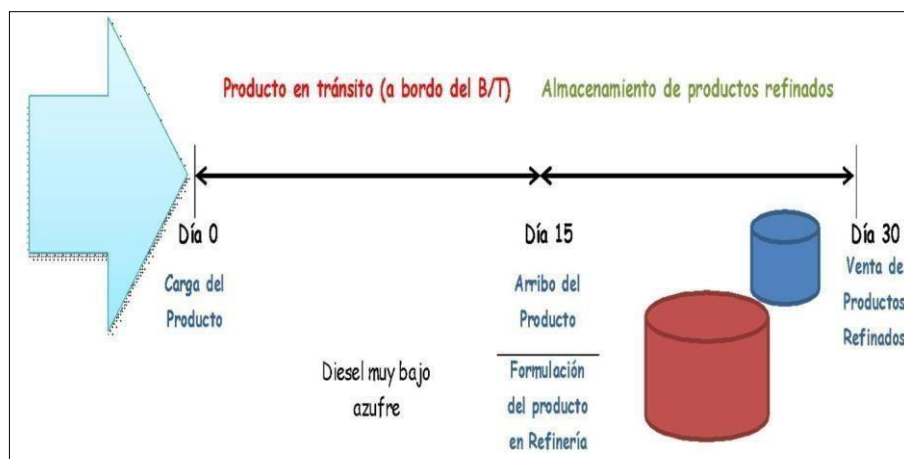 Producto en tránsito (a bordo del B/T)
Almacenamiento de productos refinados
Día 0
Carga del
Producto
Diesel muy bajo
azufre
Día 15
Arribo del
Producto
Formulación
del producto
en Refinería
Día 30
Venta de
Productos
Refinados